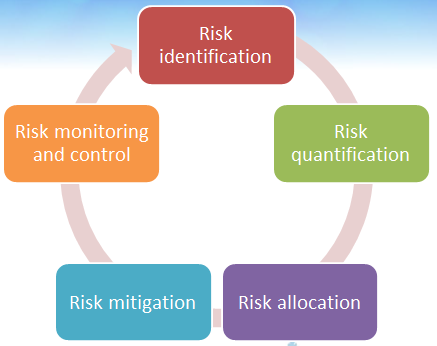 Risk
identification
Risk
quantification
Risk allocation
Risk mitigation
Risk monitoring
and control